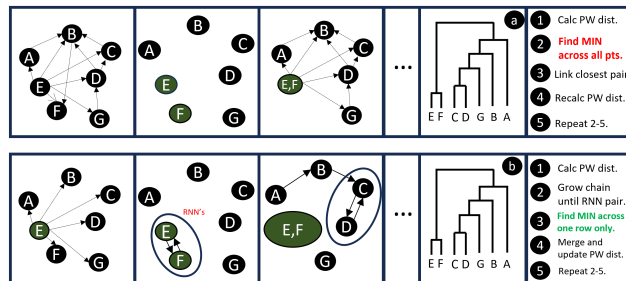 B
A
C
E
D
F
G
B
A
C
E
D
F
G
B
A
C
E,F
D
G
...
a
E F C D G B A
1 Calc PW dist.
2 Find MIN
across all pts.
3 Link closest pair
4 Recalc PW dist.
5 Repeat 2-5.
B
A
C
E
D
F
G
B
A
C
RNN's
E
D
F
G
B
A
C
E,F
D
G
...
b
E F C D G B A
1 Calc PW dist.
2 Grow chain
until RNN pair.
3 Find MIN across
one row only.
4 Merge and
update PW dist.
5 Repeat 2-5.